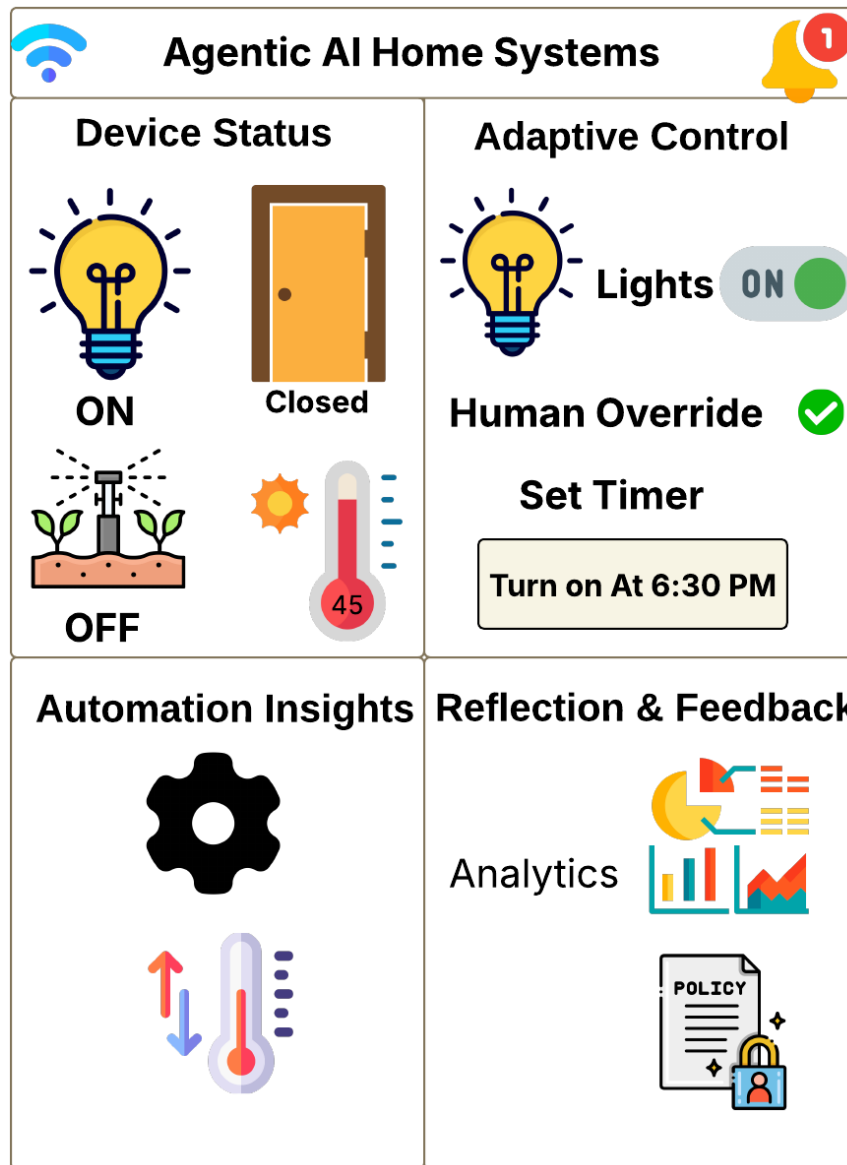 Agentic AI Home Systems
1
Device Status
ON
Closed
OFF
45
Adaptive Control
Lights ON
Human Override
Set Timer
Turn on At 6:30 PM
Automation Insights
Reflection & Feedback
Analytics
POLICY